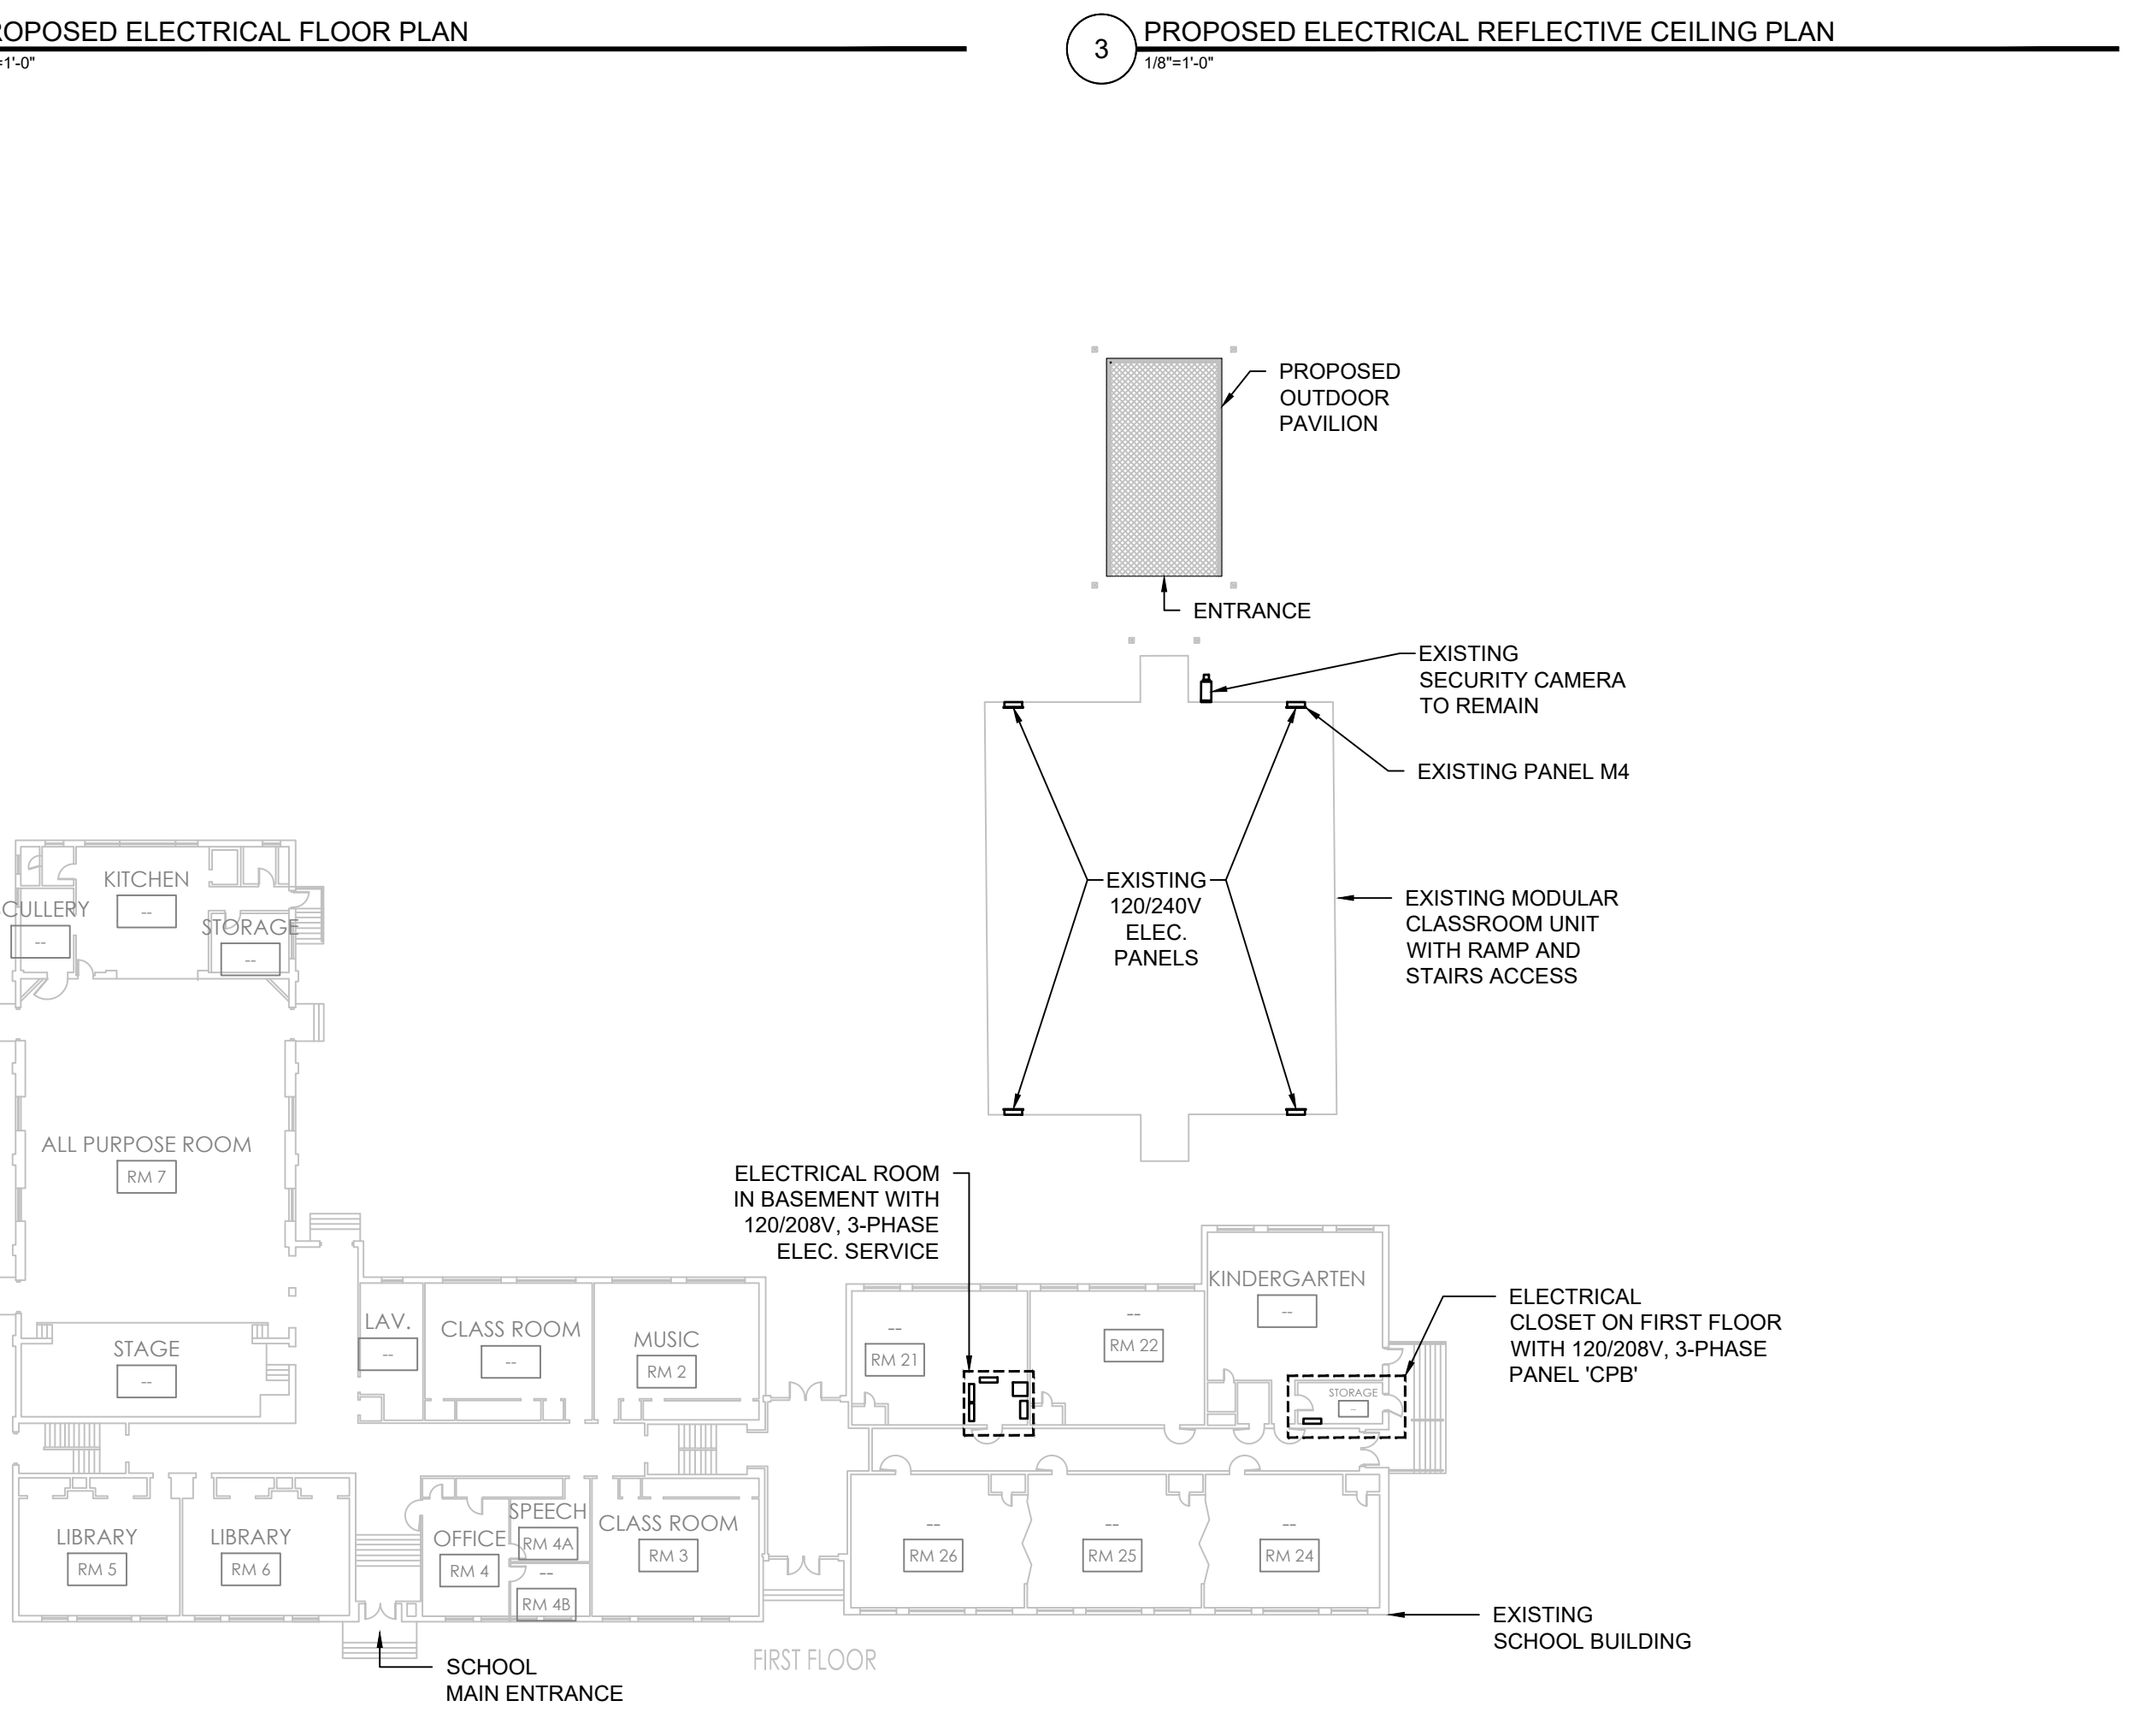 ROPOSED ELECTRICAL FLOOR PLAN
=1'-0"
3
PROPOSED ELECTRICAL REFLECTIVE CEILING PLAN
1/8"=1'-0"
PROPOSED
OUTDOOR
PAVILION
ENTRANCE
EXISTING
SECURITY CAMERA
TO REMAIN
EXISTING PANEL M4
EXISTING
120/240V
ELEC.
PANELS
EXISTING MODULAR
CLASSROOM UNIT
WITH RAMP AND
STAIRS ACCESS
KITCHEN
--
CULLERY
--
STORAGE
--
ALL PURPOSE ROOM
RM 7
ELECTRICAL ROOM
IN BASEMENT WITH
120/208V, 3-PHASE
ELEC. SERVICE
STAGE
--
LAV.
--
CLASS ROOM
--
MUSIC
RM 2
--
RM 21
--
RM 22
KINDERGARTEN
--
STORAGE
--
ELECTRICAL
CLOSET ON FIRST FLOOR
WITH 120/208V, 3-PHASE
PANEL 'CPB'
LIBRARY
RM 5
LIBRARY
RM 6
OFFICE
RM 4
SPEECH
RM 4A
--
RM 4B
CLASS ROOM
RM 3
--
RM 26
--
RM 25
--
RM 24
EXISTING
SCHOOL BUILDING
FIRST FLOOR
SCHOOL
MAIN ENTRANCE